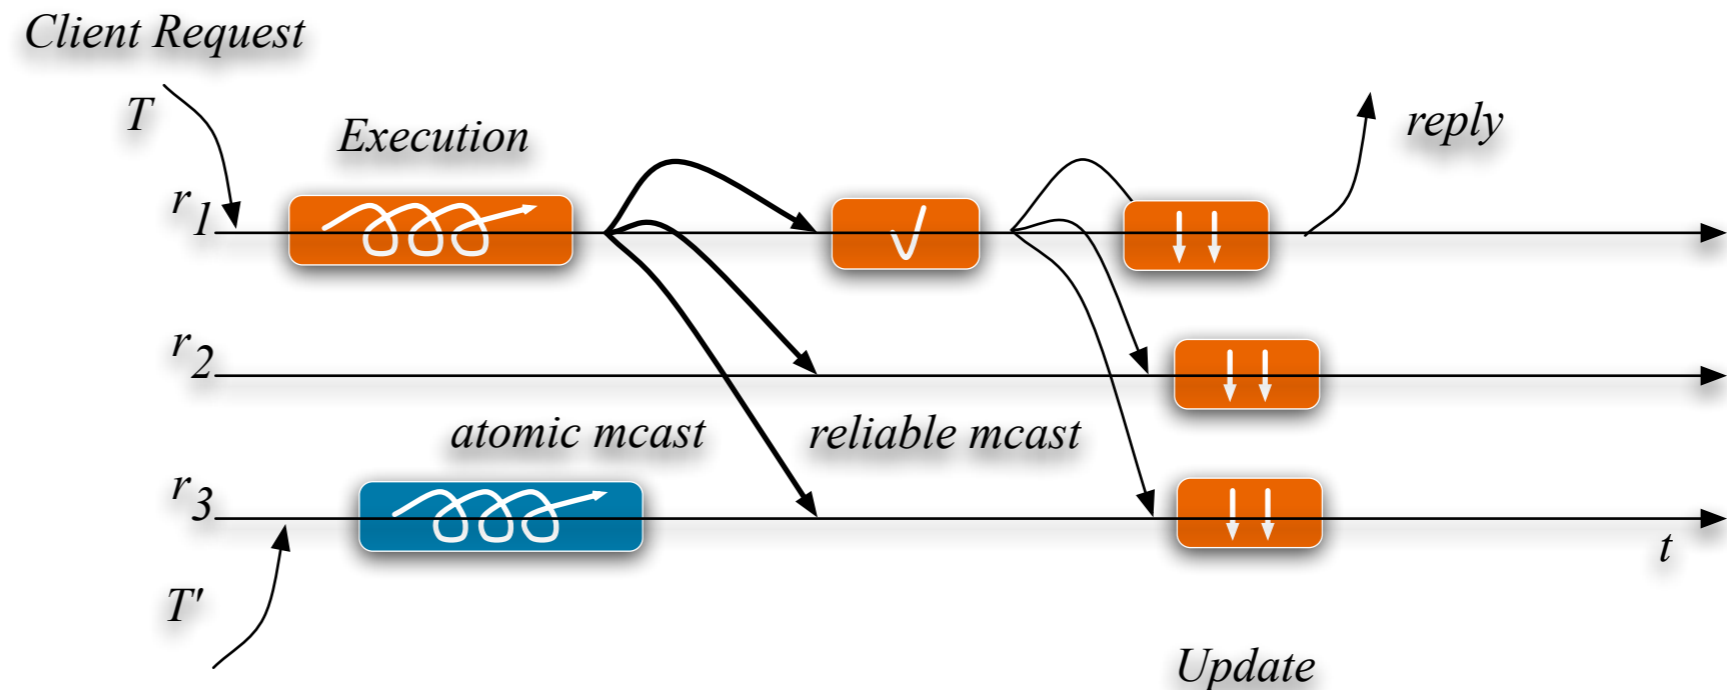 Client Request
T
Execution
reply
r1
r2
atomic mcast
reliable mcast
r3
t
T'
Update